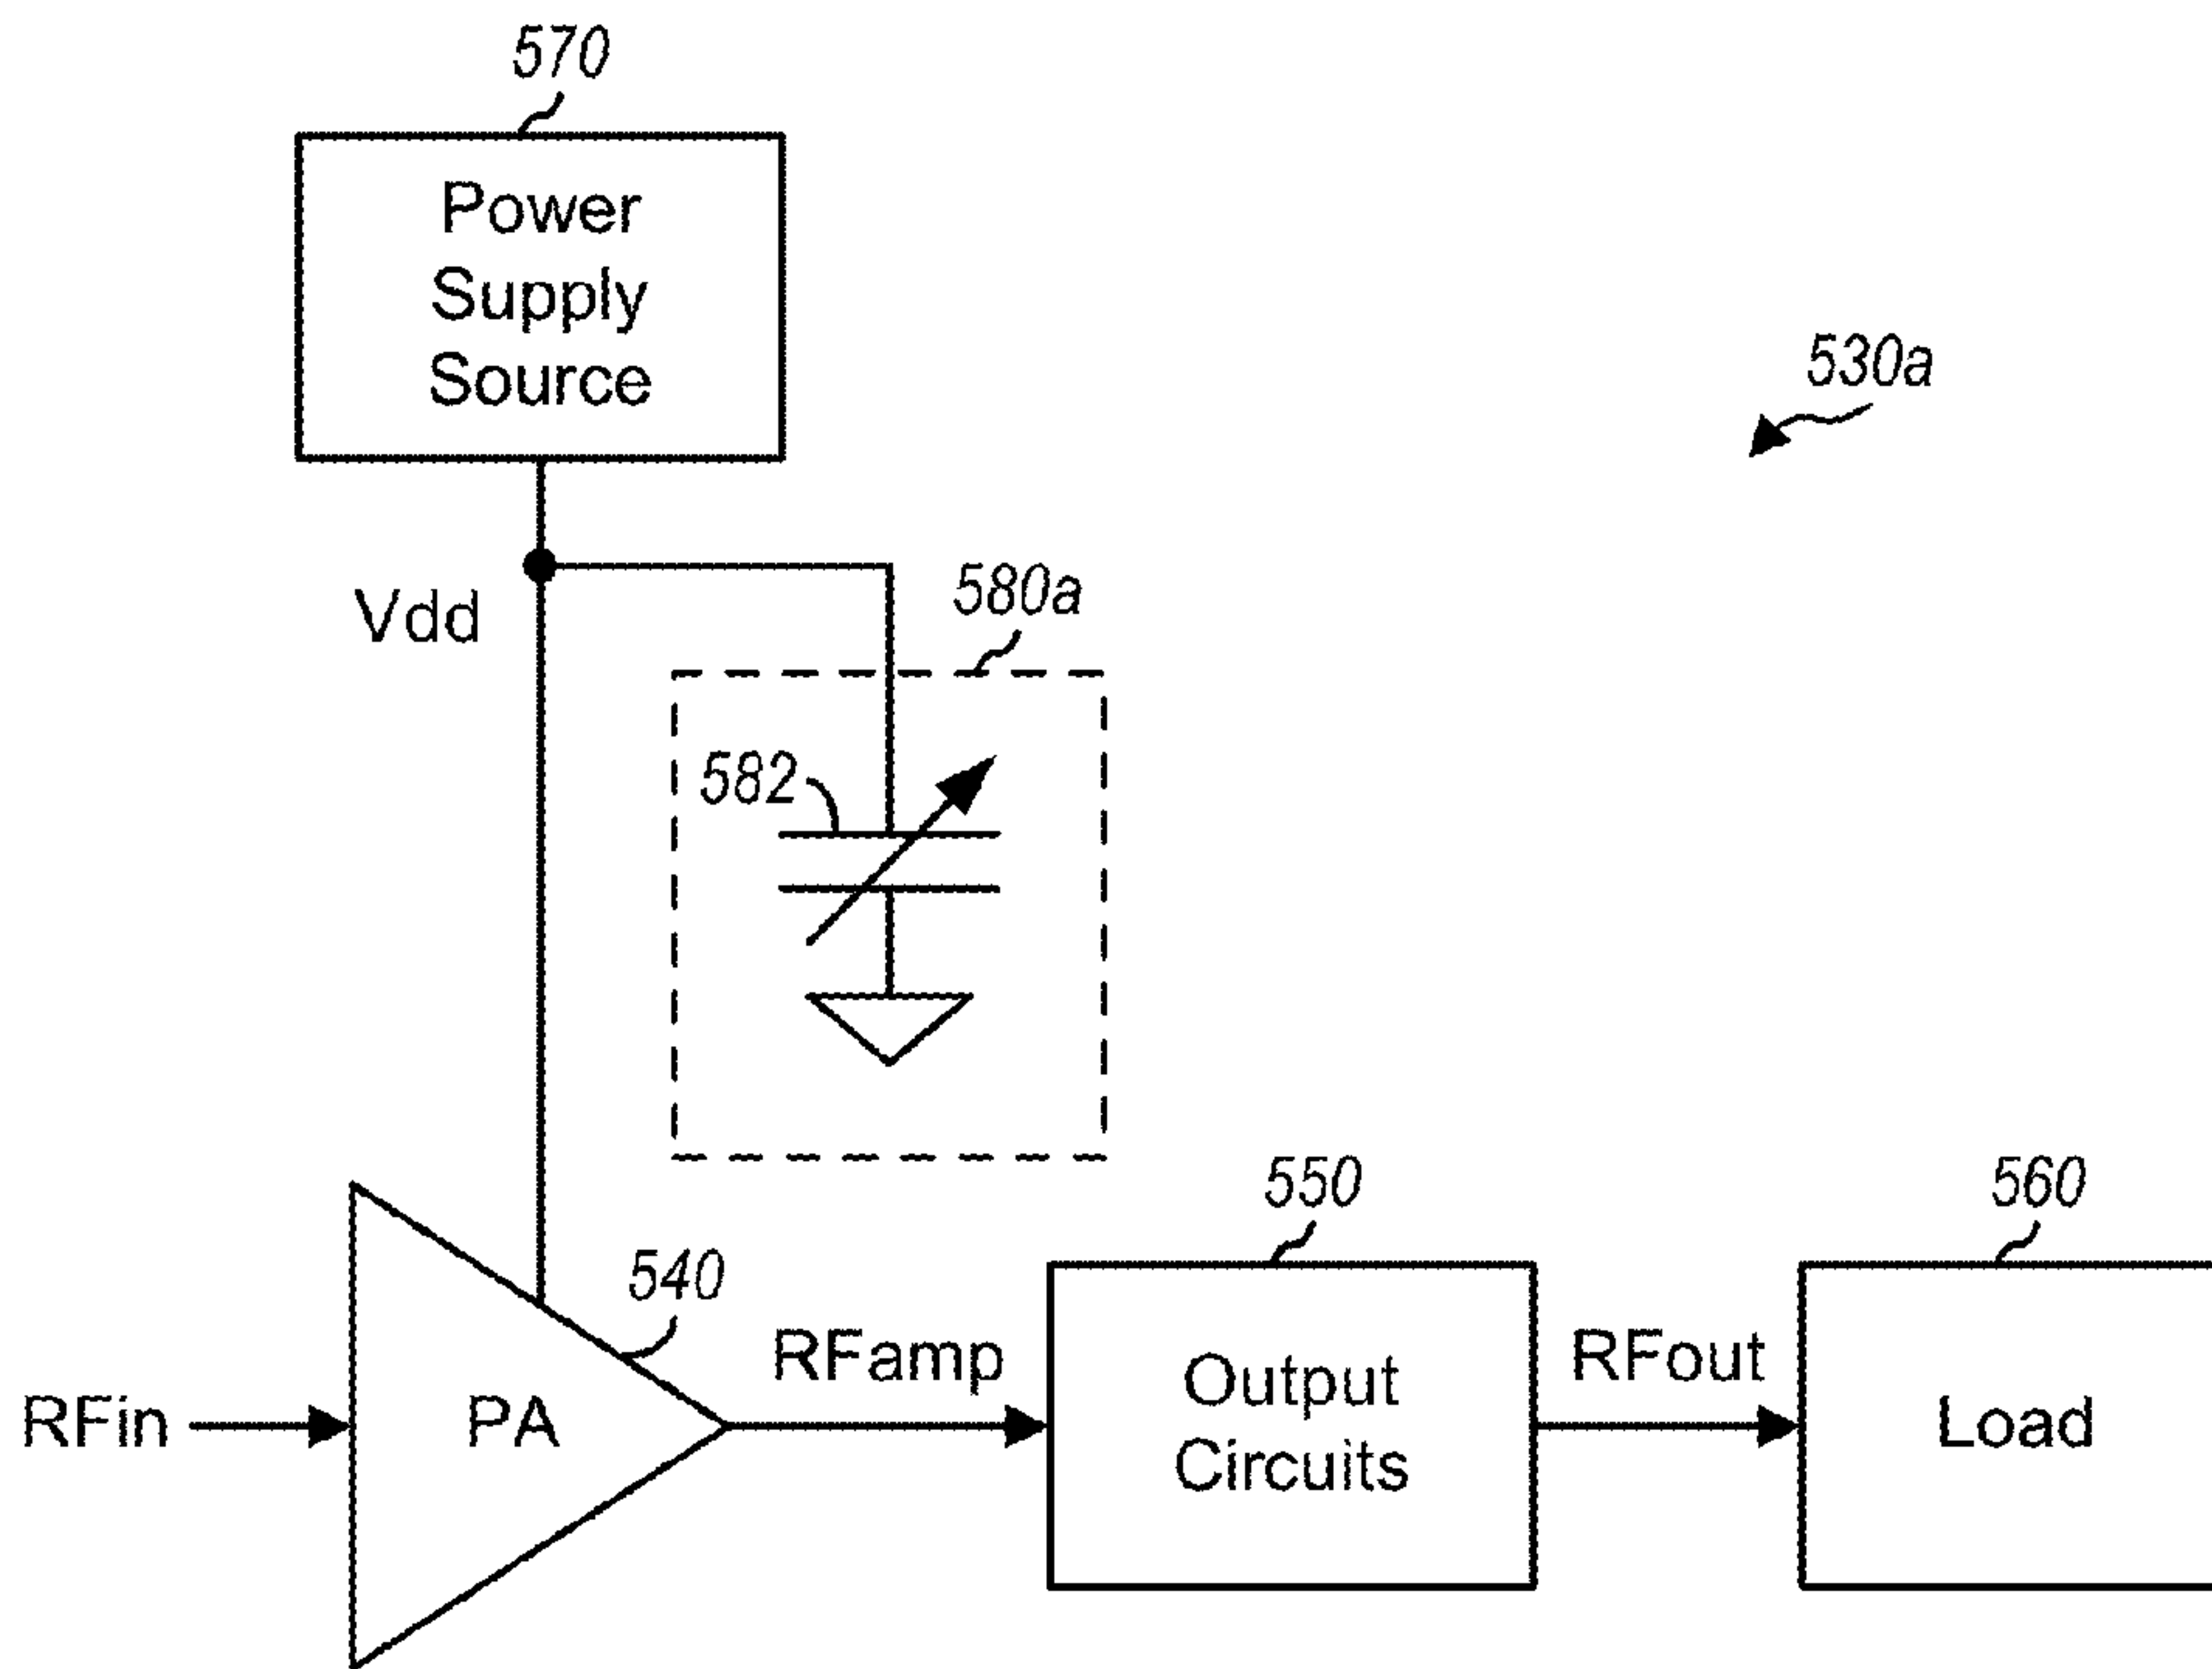 570
Power
Supply
Source
530a
Vdd
580a
582
550
560
540
RFamp
RFout
RFin
PA
Output
Circuits
Load